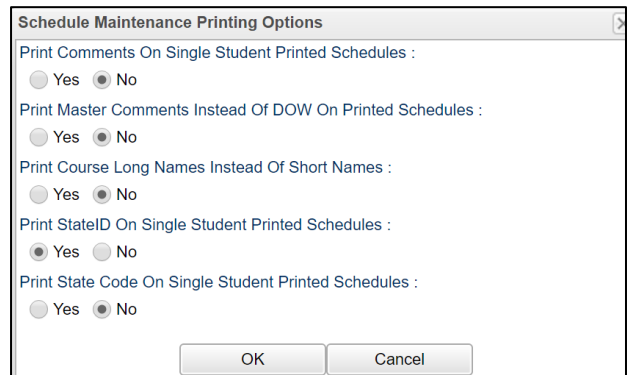 Schedule Maintenance Printing Options
Print Comments On Single Student Printed Schedules :
Yes No
Print Master Comments Instead Of DOW On Printed Schedules :
Yes No
Print Course Long Names Instead Of Short Names :
Yes No
Print StateID On Single Student Printed Schedules :
Yes No
Print State Code On Single Student Printed Schedules :
Yes No
OK Cancel